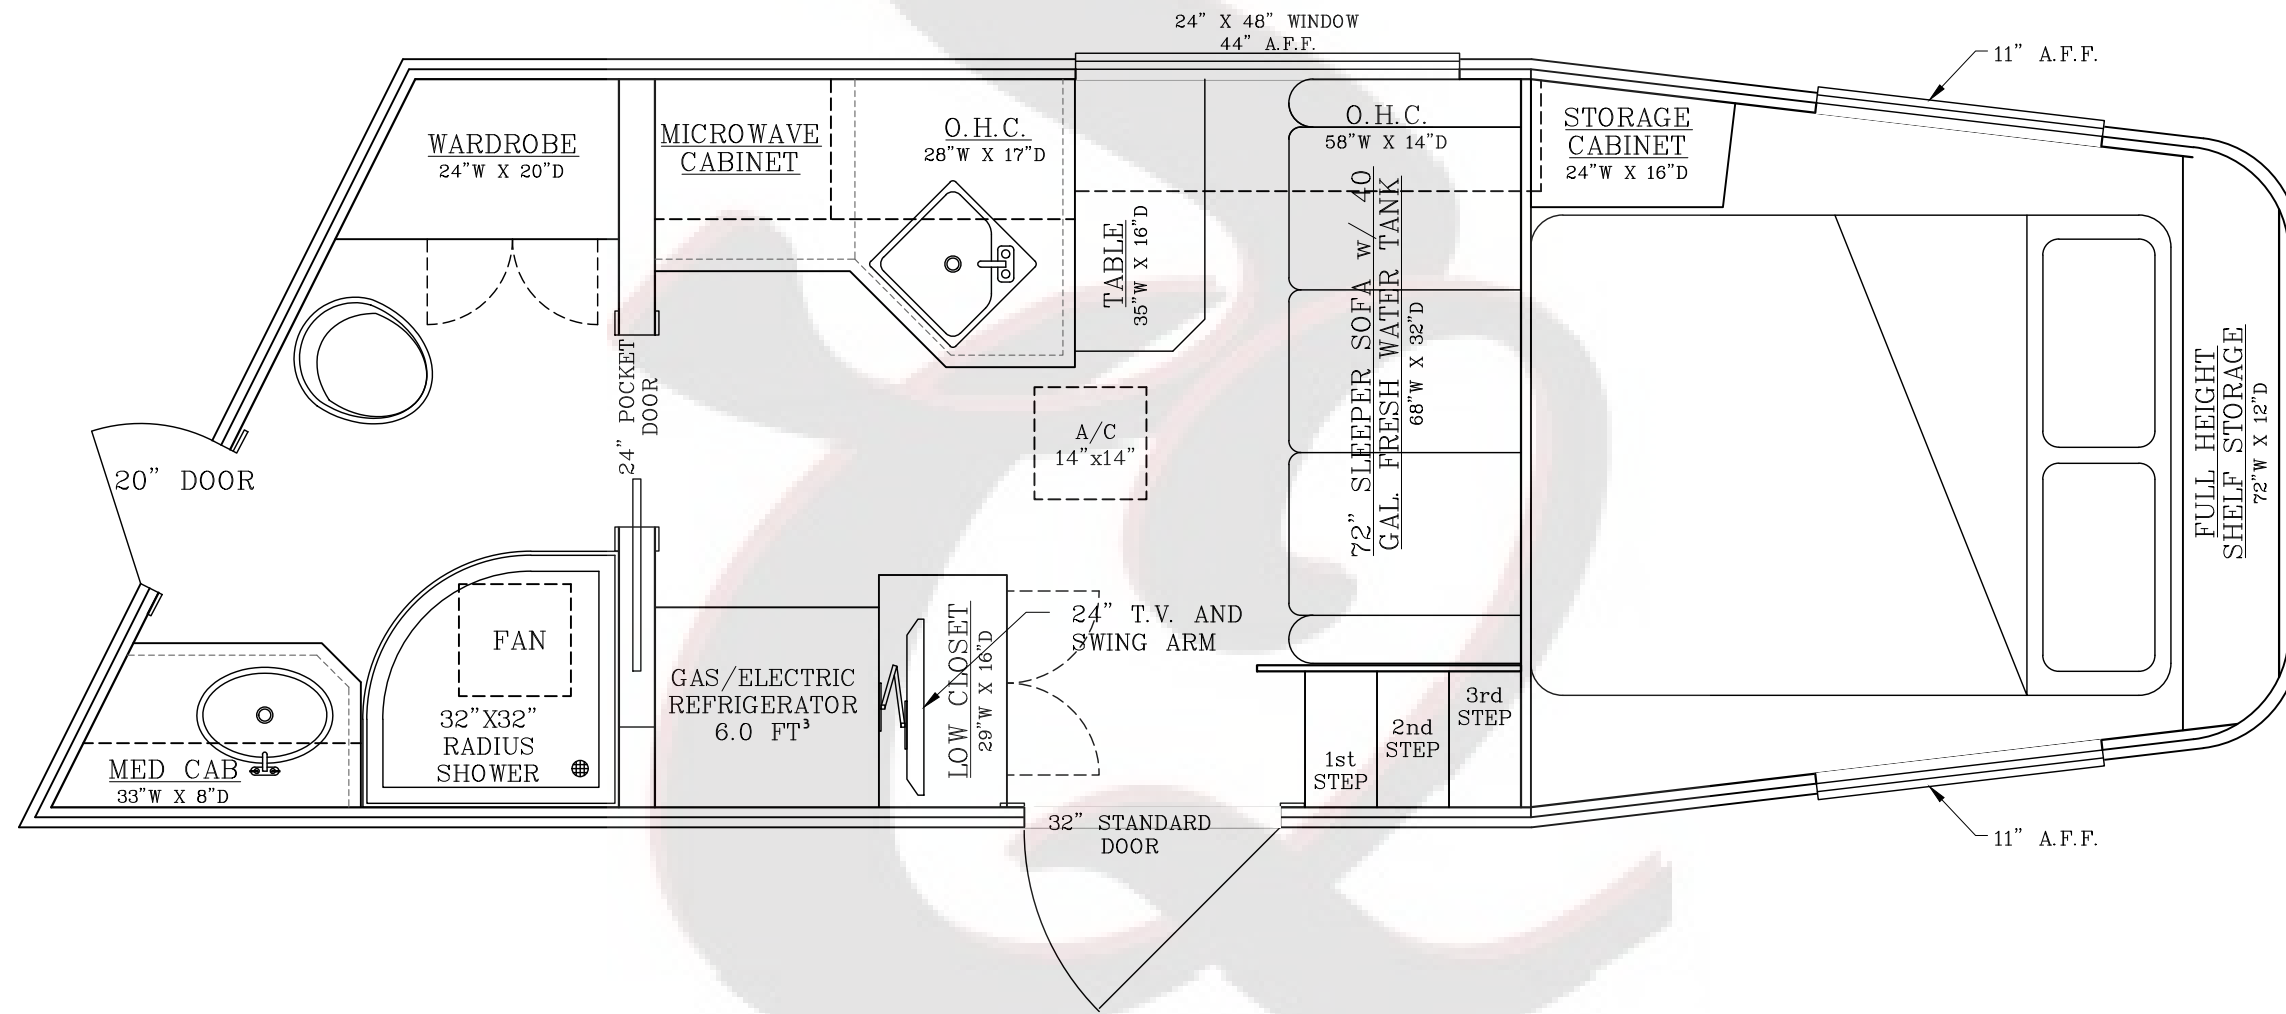 24" X 48" WINDOW
44" A.F.F.
11" A.F.F.
WARDROBE
24"W X 20"D
MICROWAVE
CABINET
O.H.C.
28"W X 17"D
O.H.C.
58"W X 14"D
STORAGE
CABINET
24"W X 16"D
TABLE
35"W X 16"D
72" SLEEPER SOFA w/ 40
GAL. FRESH WATER TANK
68"W X 32"D
24" POCKET
DOOR
A/C
14"x14"
20" DOOR
FULL HEIGHT
SHELF STORAGE
72"W X 12"D
FAN
32"X32"
RADIUS
SHOWER
MED CAB
33"W X 8"D
GAS/ELECTRIC
REFRIGERATOR
6.0 FT³
LOW CLOSET
29"W X 16"D
24" T.V. AND
SWING ARM
1st
STEP
2nd
STEP
3rd
STEP
32" STANDARD
DOOR
11" A.F.F.